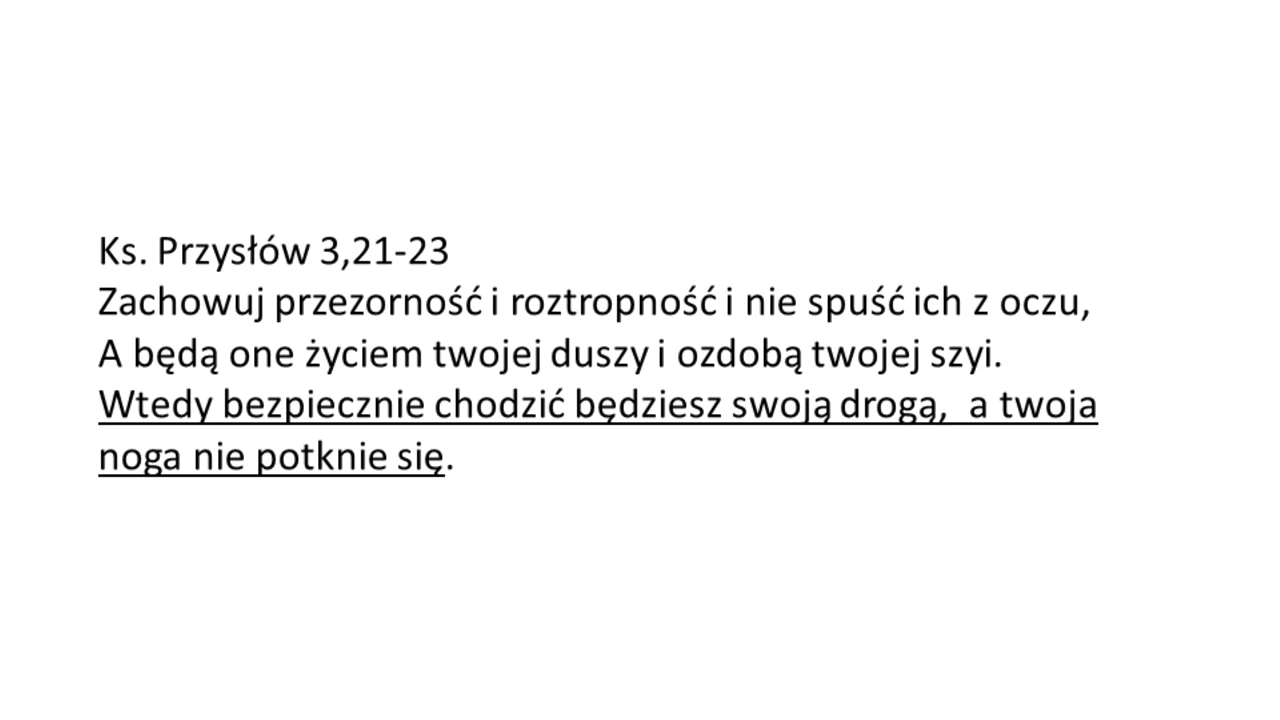 Ks. Przysłów 3,21-23
Zachowuj przezorność i roztropność i nie spuść ich z oczu,
A będą one życiem twojej duszy i ozdobą twojej szyi.
Wtedy bezpiecznie chodzić będziesz swoją drogą,  a twoja
noga nie potknie się.